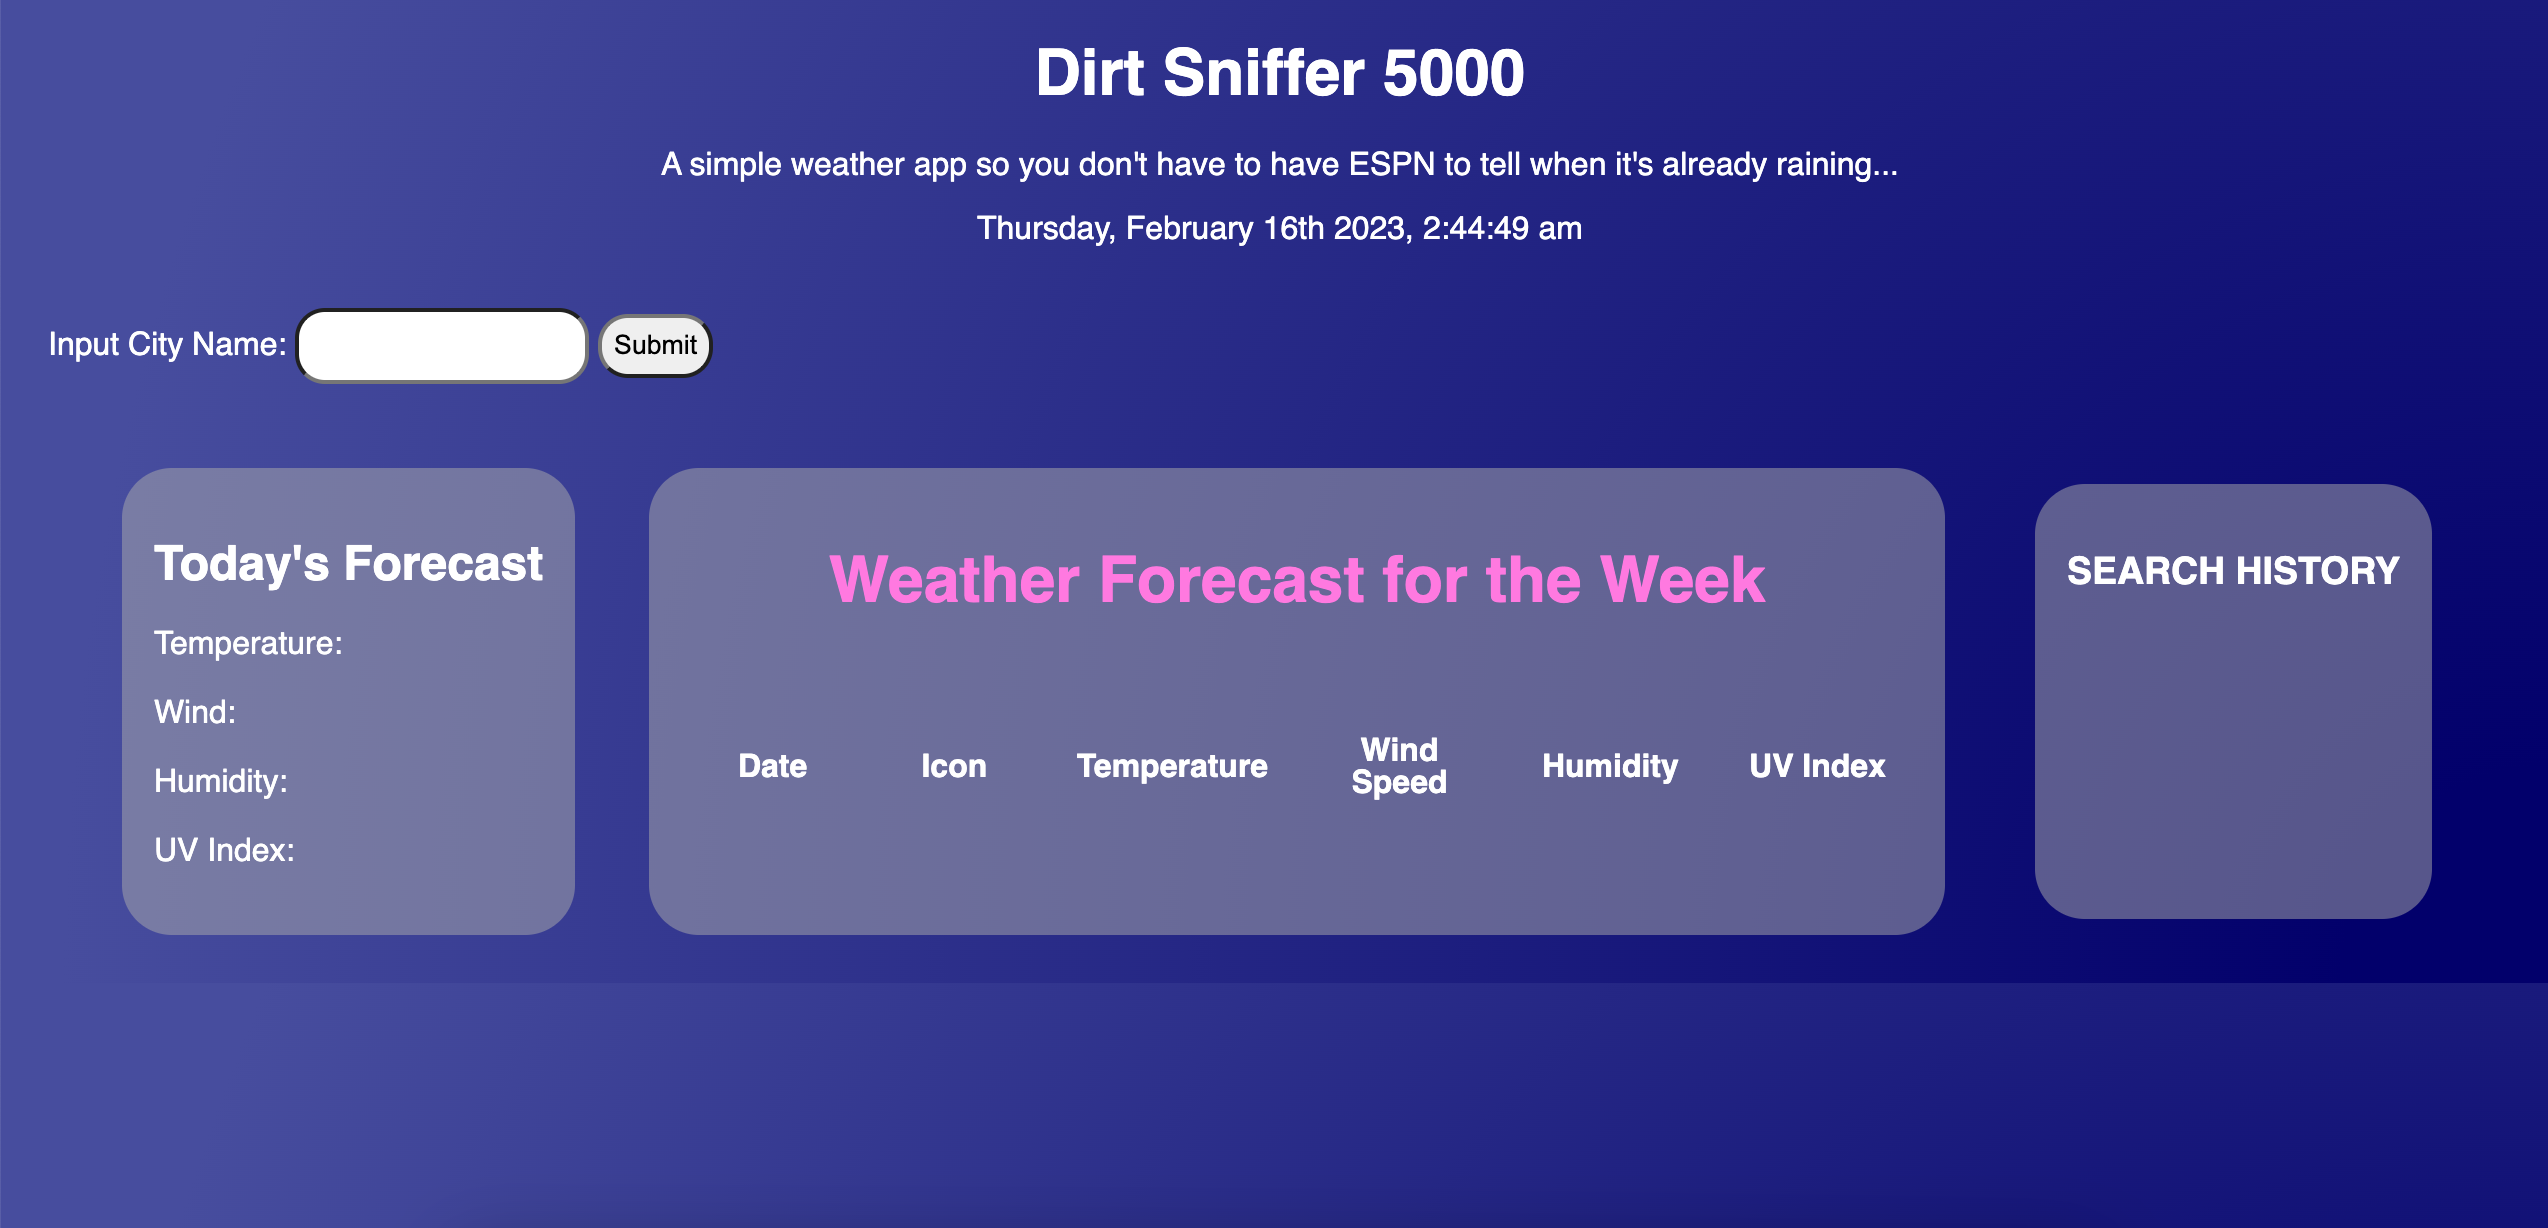 Dirt Sniffer 5000
A simple weather app so you don't have to have ESPN to tell when it's already raining...
Thursday, February 16th 2023, 2:44:49 am
Input City Name: Submit
Today's Forecast
Temperature:
Wind:
Humidity:
UV Index:
Weather Forecast for the Week
Date Icon Temperature Wind Speed Humidity UV Index
SEARCH HISTORY